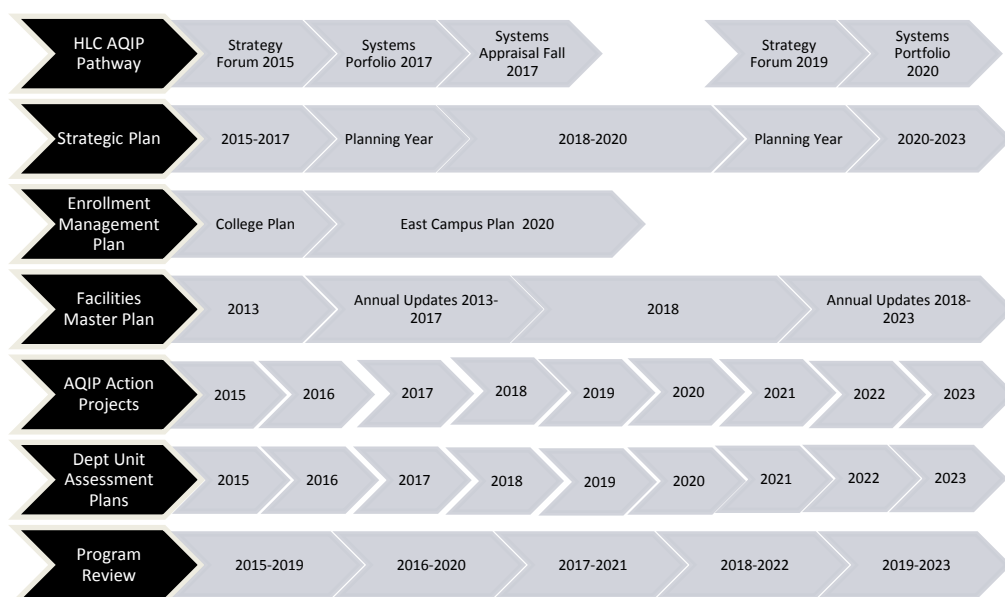 HLC AQIP
Pathway
Strategy
Forum 2015
Systems
Porfolio 2017
Systems
Appraisal Fall
2017
Strategy
Forum 2019
Systems
Portfolio
2020
Strategic Plan
2015-2017
Planning Year
2018-2020
Planning Year
2020-2023
Enrollment
Management
Plan
College Plan
East Campus Plan 2020
Facilities
Master Plan
2013
Annual Updates 2013-
2017
2018
Annual Updates 2018-
2023
AQIP Action
Projects
2015
2016
2017
2018
2019
2020
2021
2022
2023
Dept Unit
Assessment
Plans
2015
2016
2017
2018
2019
2020
2021
2022
2023
Program
Review
2015-2019
2016-2020
2017-2021
2018-2022
2019-2023